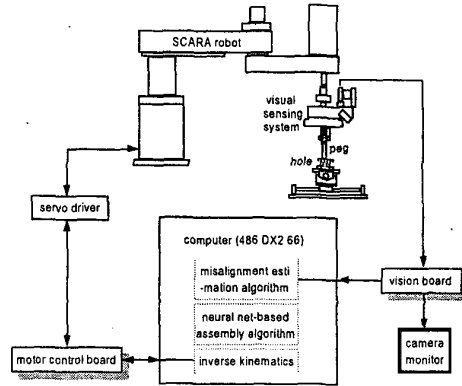 SCARA robot
visual
sensing
system
peg
hole
servo driver
computer (486 DX2 66)
misalignment esti
-mation algorithm
vision board
neural net-based
assembly algorithm
camera
monitor
motor control board
inverse kinematics